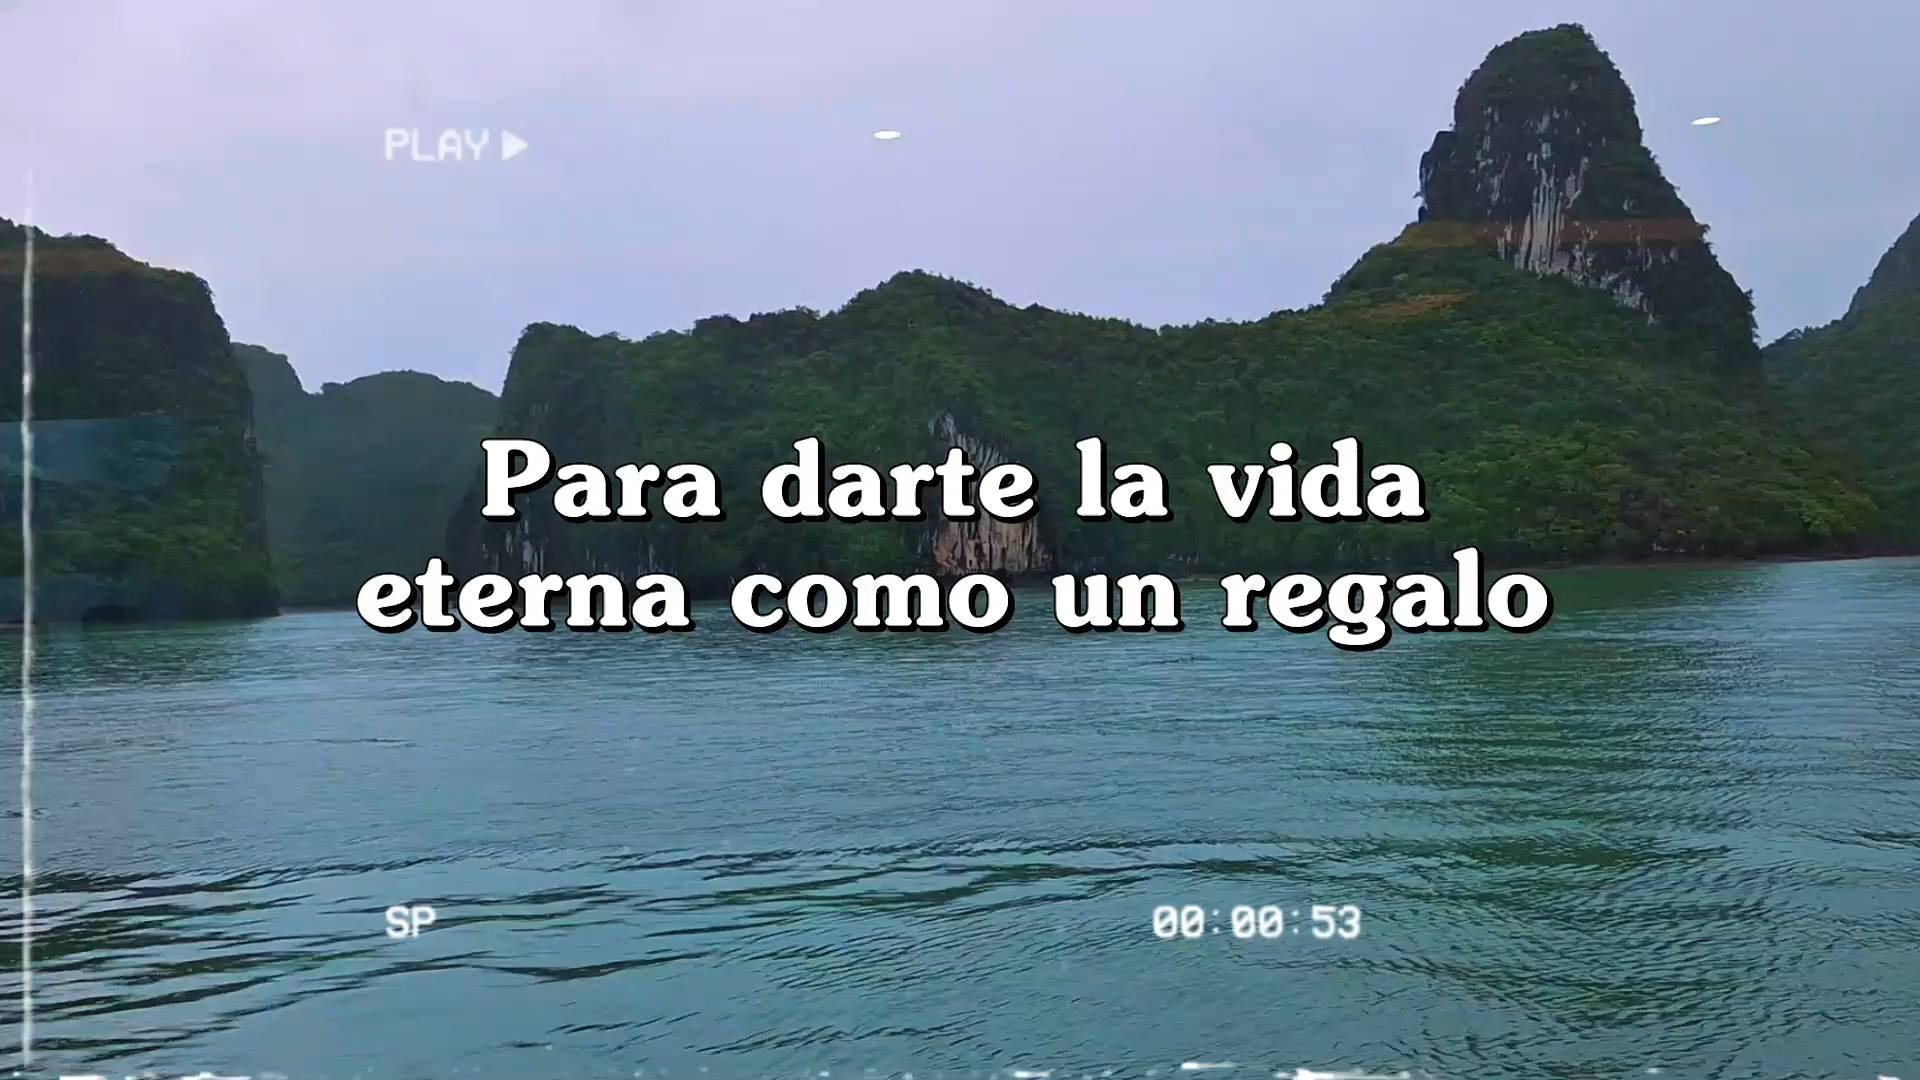 PLAY
Para darte la vida
eterna como un regalo
SP
00:00:53